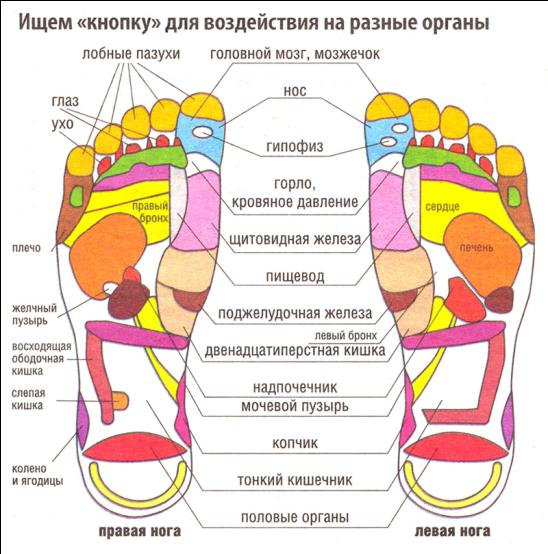 Ищем «кнопку» для воздействия на разные органы
лобные пазухи
головной мозг, мозжечок
глаз
нос
ухо
гипофиз
горло,
кровяное давление
правый
бронх
сердце
плечо
щитовидная железа
печень
пищевод
желчный
пузырь
поджелудочная железа
левый бронх
восходящая
ободочная
кишка
двенадцатиперстная кишка
надпочечник
слепая
кишка
мочевой пузырь
копчик
колено
и ягодицы
тонкий кишечник
половые органы
правая нога
левая нога